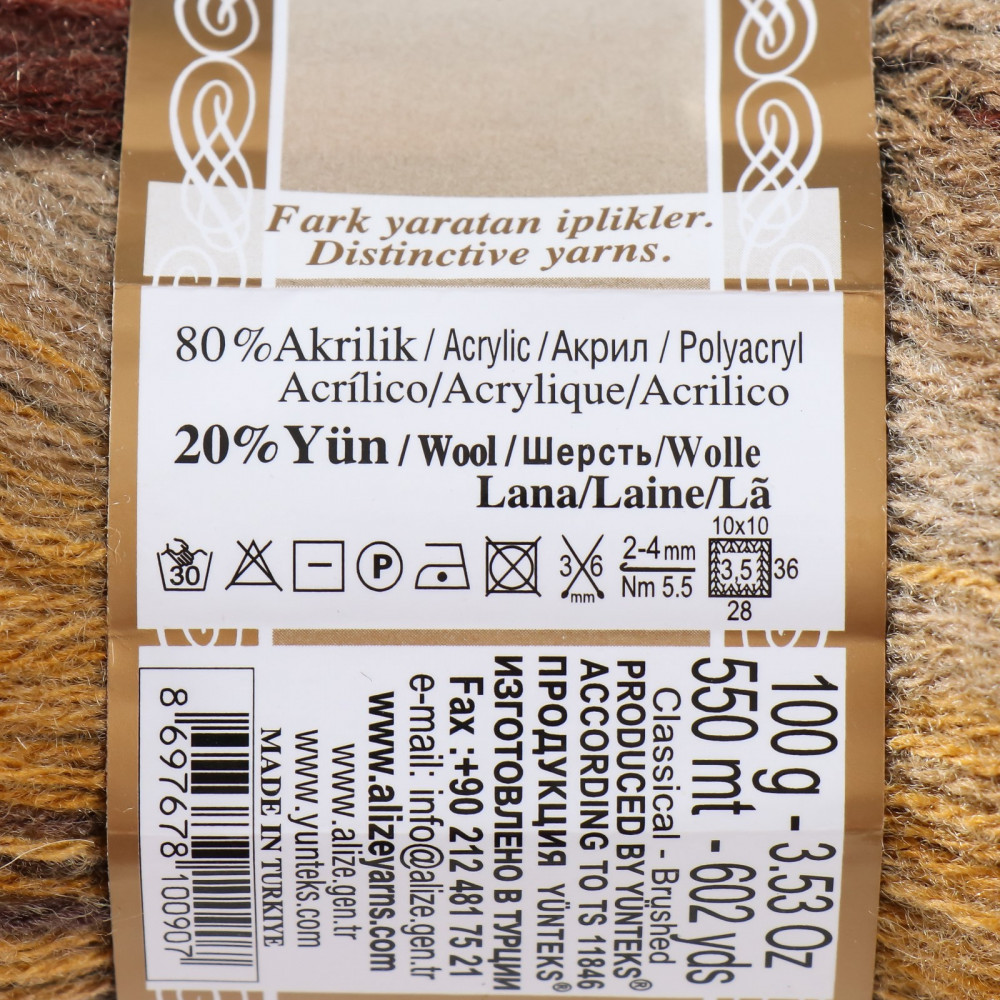 Fark yaratan iplikler.
Distinctive yarns.
80%Akrilik / Acrylic / Акрил / Polyacryl
Acrílico/Acrylique/Acrilico
20%Yün / Wool / Шерсть/Wolle
Lana/Laine/Lã
30
P
3 6 mm
2-4 mm
Nm 5.5
10x10
3,5 36
28
100 g - 3.53 Oz
550 mt - 602 yds
Classical - Brushed
PRODUCED BY YÜNTEKS®
ACCORDING TO TS 11846
ПРОДУКЦИЯ YÜNTEKS®
ИЗГОТОВЛЕНО В ТУРЦИИ
Fax :+90 212 481 75 21
e-mail: info@alize.gen.tr
www.alizeyarns.com
www.alize.gen.tr
www.yunteks.com
MADE IN TURKIYE
8 697678 100907